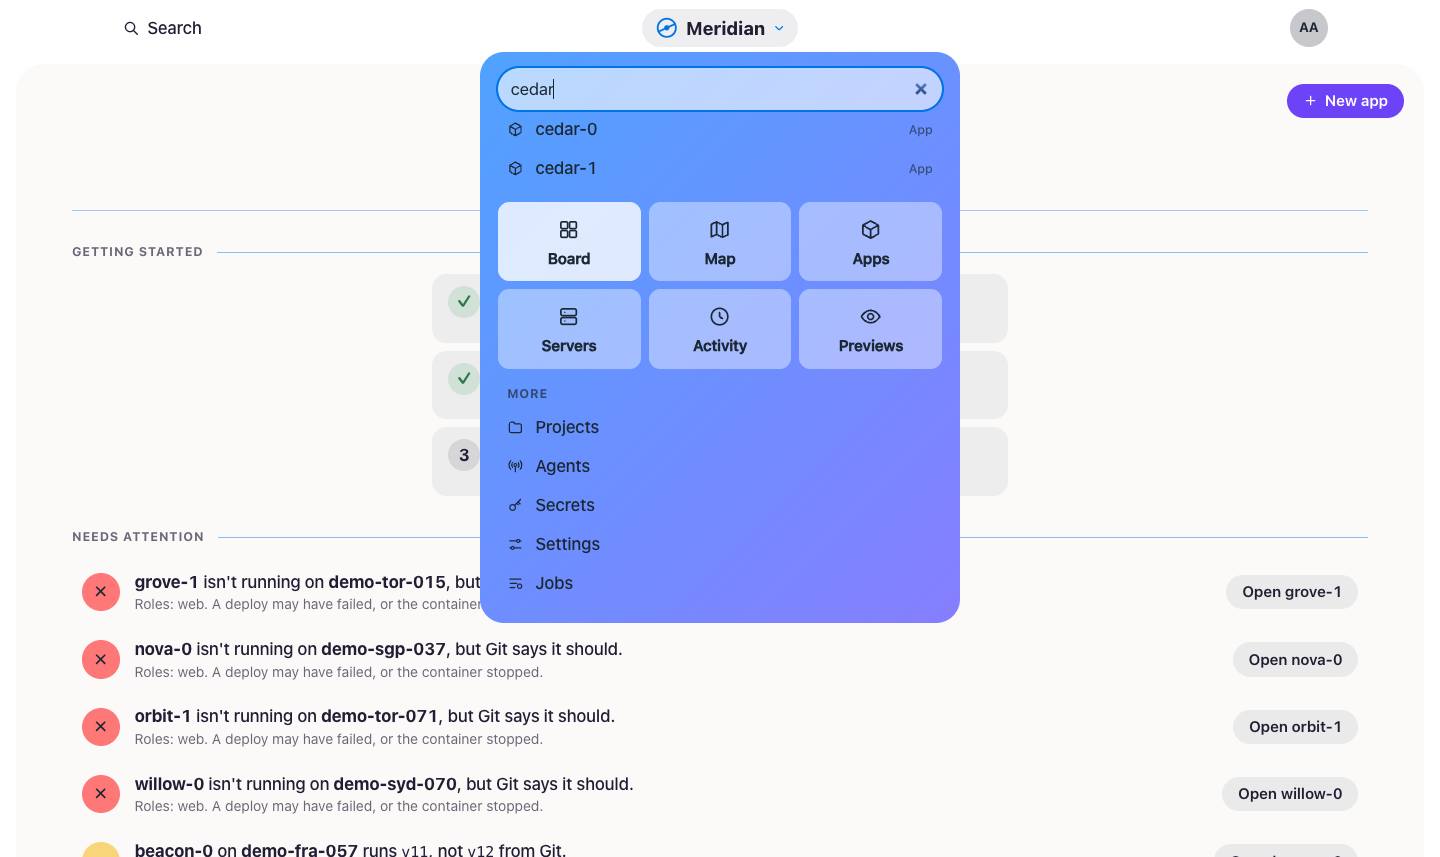 Search
Meridian
AA
cedar
New app
cedar-0 App
cedar-1 App
Board
Map
Apps
Servers
Activity
Previews
MORE
Projects
Agents
Secrets
Settings
Jobs
GETTING STARTED
3
NEEDS ATTENTION
grove-1 isn't running on demo-tor-015, but
Roles: web. A deploy may have failed, or the container
Open grove-1
nova-0 isn't running on demo-sgp-037, but Git says it should.
Roles: web. A deploy may have failed, or the container stopped.
Open nova-0
orbit-1 isn't running on demo-tor-071, but Git says it should.
Roles: web. A deploy may have failed, or the container stopped.
Open orbit-1
willow-0 isn't running on demo-syd-070, but Git says it should.
Roles: web. A deploy may have failed, or the container stopped.
Open willow-0
beacon-0 on demo-fra-057 runs v11, not v12 from Git.